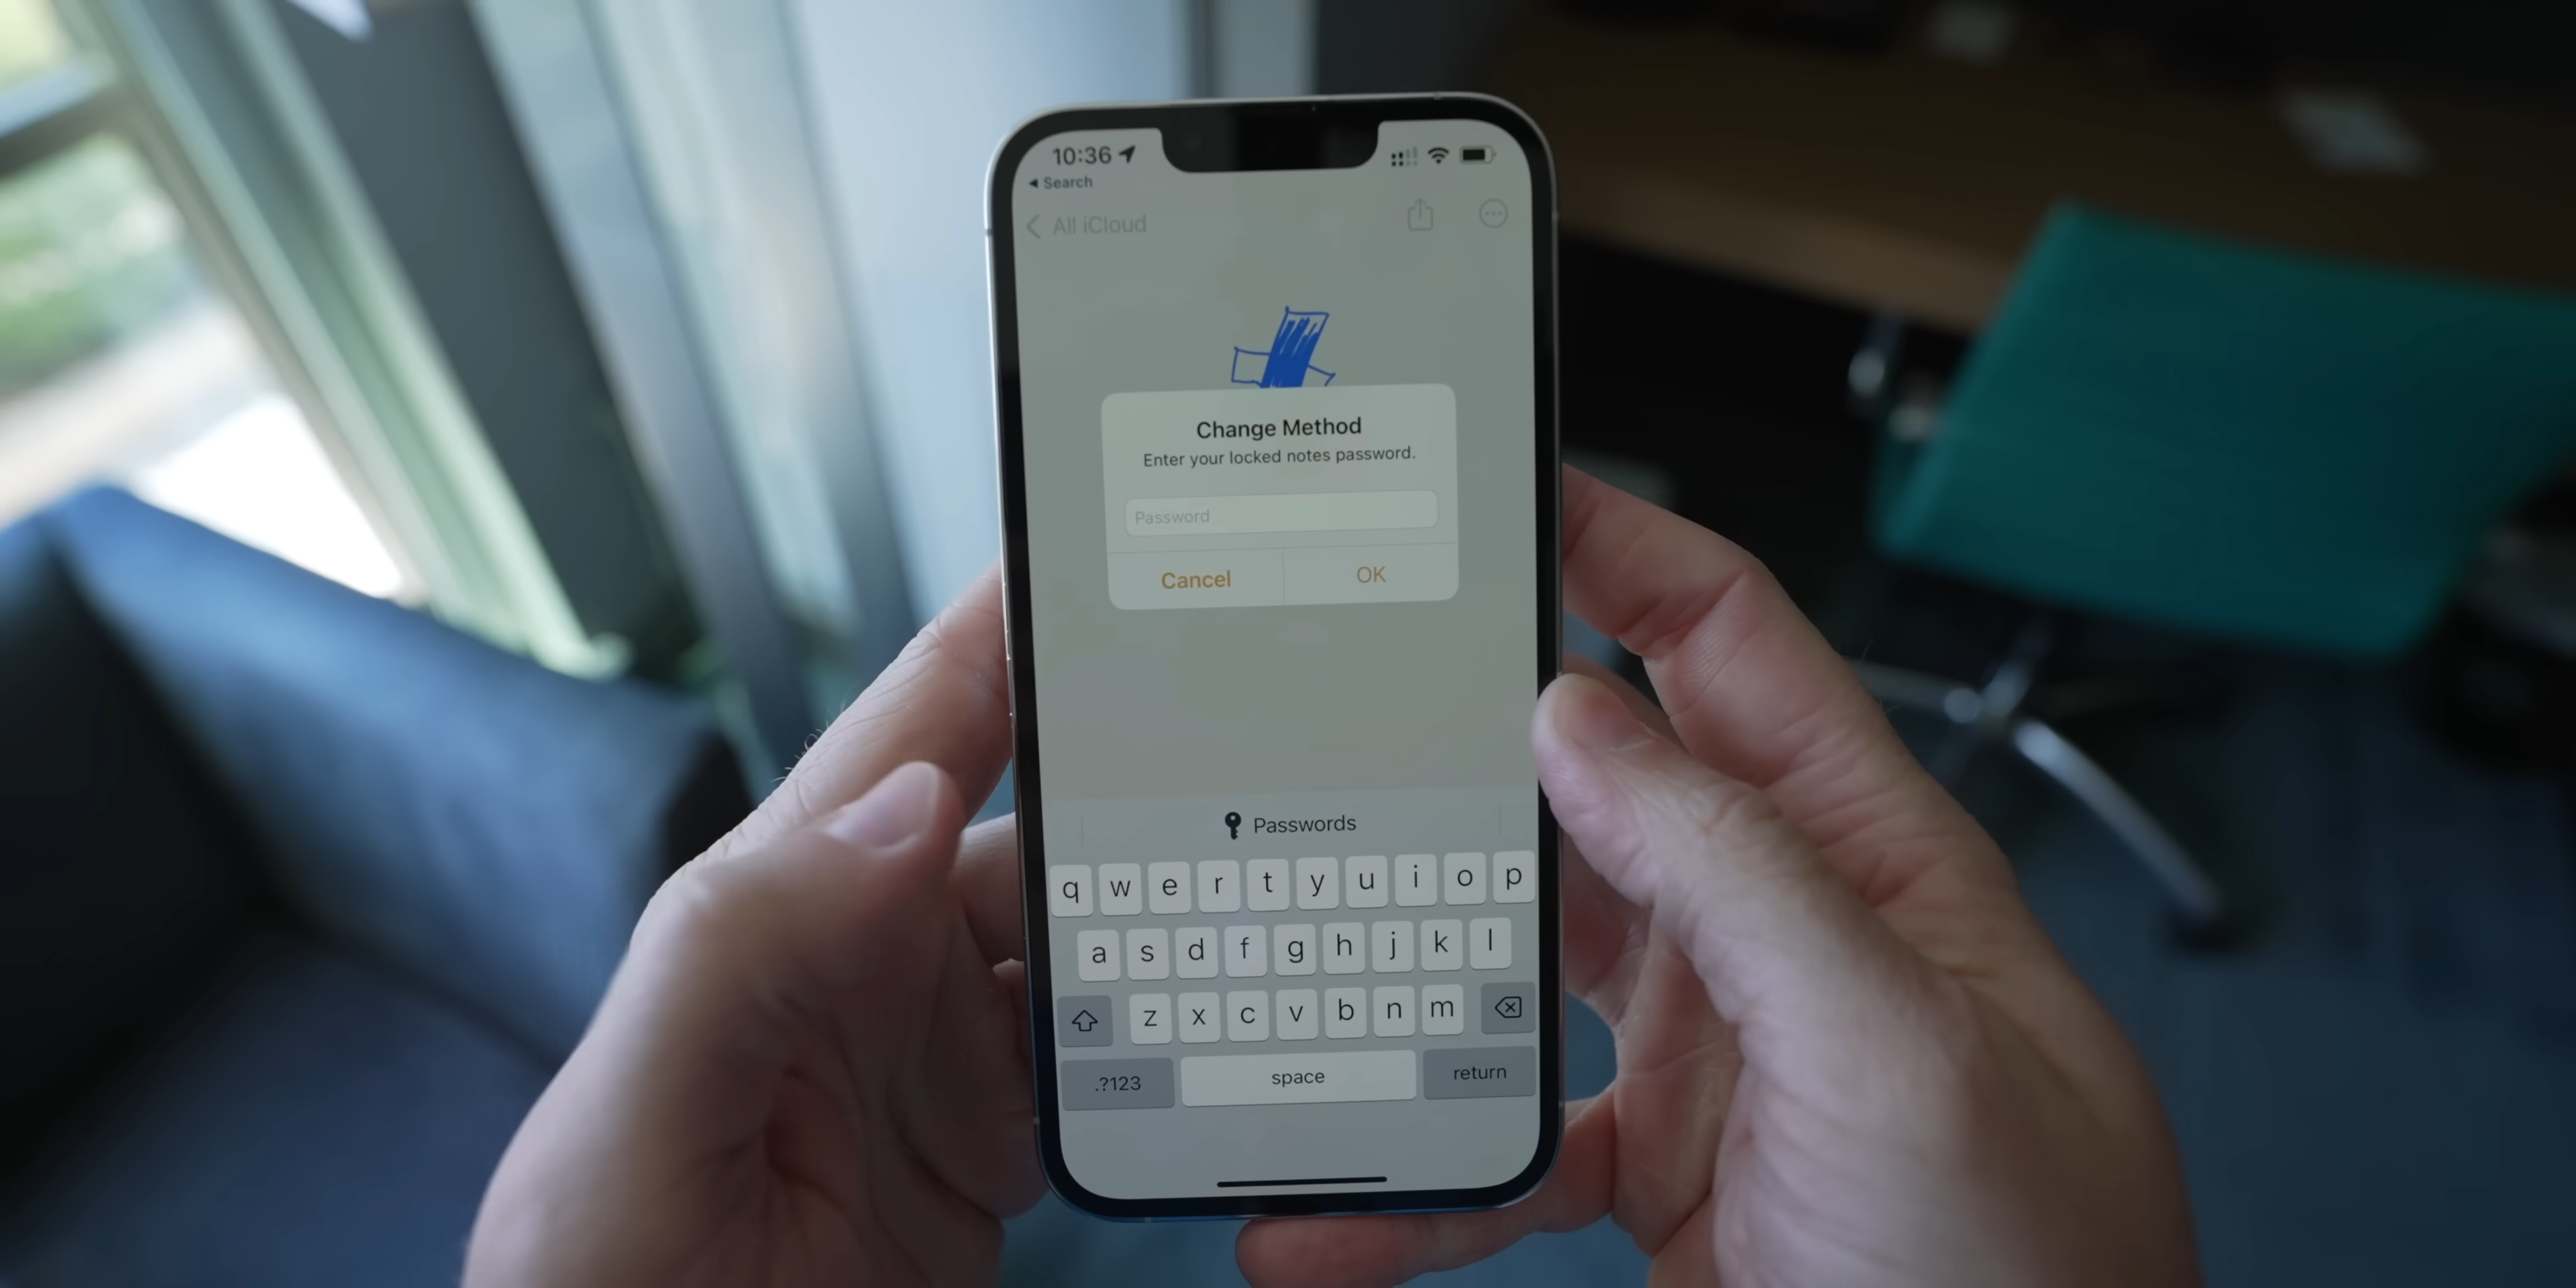 10:36
Search
All iCloud
Change Method
Enter your locked notes password.
Password
Cancel OK
Passwords
q w e r t y u i o p
a s d f g h j k l
z x c v b n m
.?123 space return